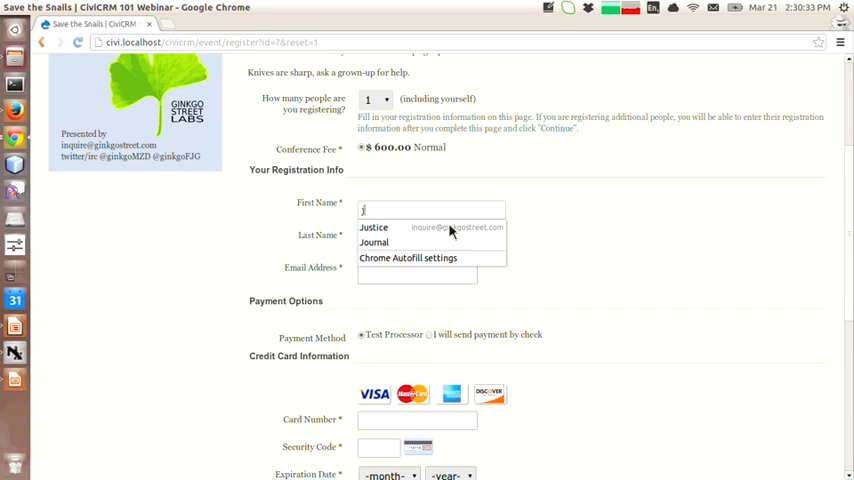 Save the Snails | CiviCRM 101 Webinar - Google Chrome
En
Mar 21
2:30:33 PM
Save the Snails | CiviCRM
civi.localhost/civicrm/event/register?id=7&reset=1
GINKGO
STREET
LABS
Presented by
inquire@ginkgostreet.com
twitter/irc @ginkgoMZD @ginkgoFJG
Knives are sharp, ask a grown-up for help.
How many people are
you registering? *
1 (including yourself)
Fill in your registration information on this page. If you are registering additional people, you will be able to enter their registration
information after you complete this page and click "Continue".
Conference Fee *
$ 600.00 Normal
Your Registration Info
First Name *
j
Justice inquire@ginkgostreet.com
Journal
Chrome Autofill settings
Last Name *
Email Address *
Payment Options
Payment Method *
Test Processor
I will send payment by check
Credit Card Information
VISA
MasterCard
DISCOVER
Card Number *
Security Code *
Expiration Date *
-month-
-year-
31